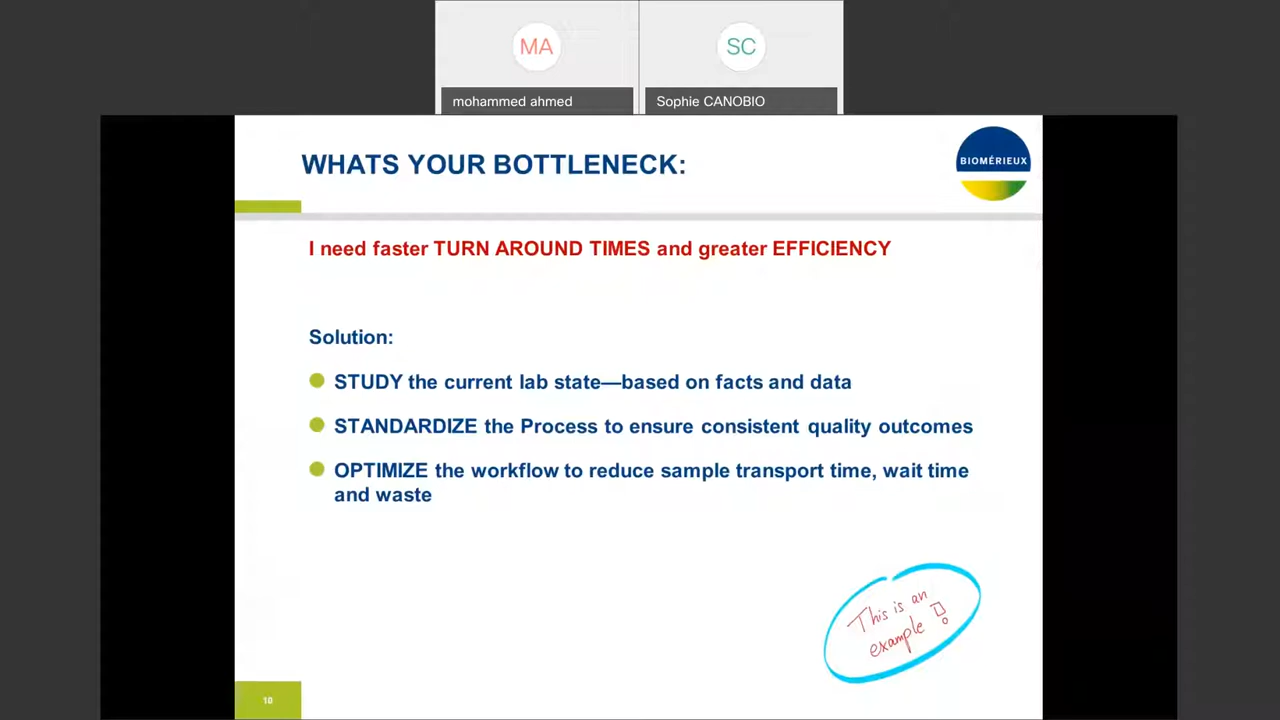 MA
SC
mohammed ahmed
Sophie CANOBIO
WHATS YOUR BOTTLENECK:
BIOMÉRIEUX
I need faster TURN AROUND TIMES and greater EFFICIENCY
Solution:
STUDY the current lab state—based on facts and data
STANDARDIZE the Process to ensure consistent quality outcomes
OPTIMIZE the workflow to reduce sample transport time, wait time
and waste
This is an
example !
10